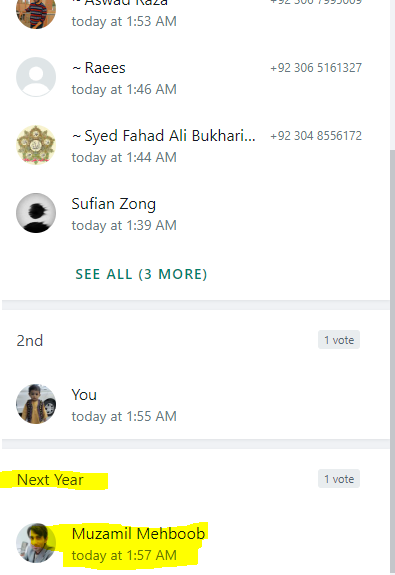 ~ Aswad Raza +92 306 7995069
today at 1:53 AM
~ Raees +92 306 5161327
today at 1:46 AM
~ Syed Fahad Ali Bukhari... +92 304 8556172
today at 1:44 AM
Sufian Zong
today at 1:39 AM
SEE ALL (3 MORE)
2nd 1 vote
You
today at 1:55 AM
Next Year 1 vote
Muzamil Mehboob
today at 1:57 AM